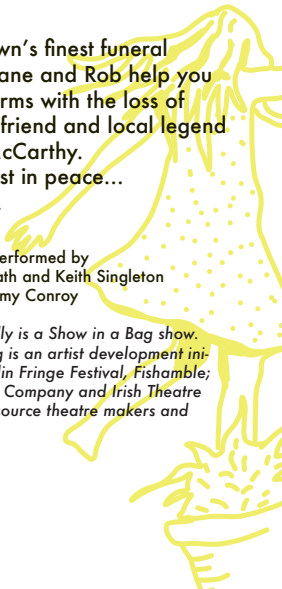 wn's finest funeral
ane and Rob help you
rms with the loss of
friend and local legend
cCarthy.
st in peace...
erformed by
ath and Keith Singleton
my Conroy
lly is a Show in a Bag show.
g is an artist development ini-
lin Fringe Festival, Fishamble;
Company and Irish Theatre
source theatre makers and